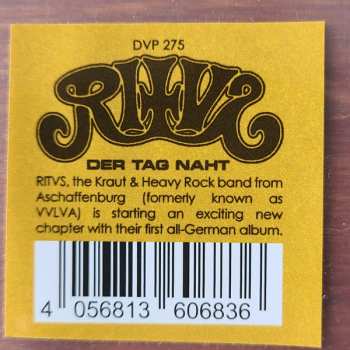 DVP 275
RITVS
DER TAG NAHT
RITVS, the Kraut & Heavy Rock band from
Aschaffenburg (formerly known as
VVLVA) is starting an exciting new
chapter with their first all-German album.
4 056813 606836